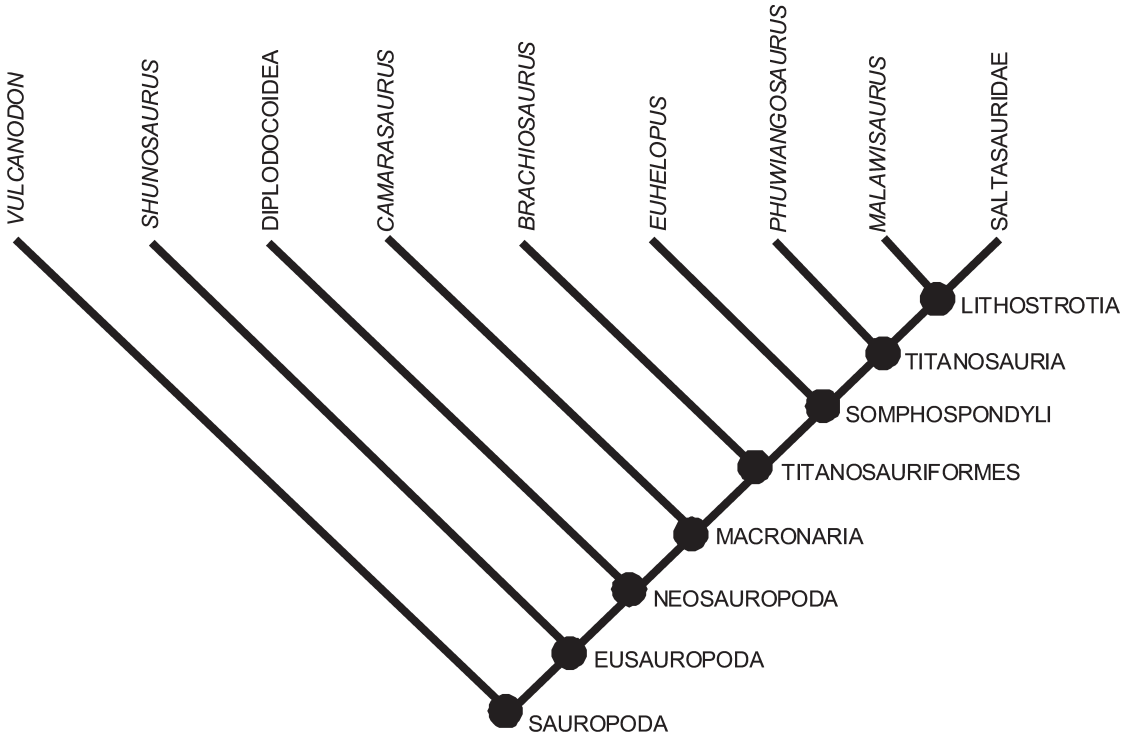 VULCANODON
SHUNOSAURUS
DIPLODOCOIDEA
CAMARASAURUS
BRACHIOSAURUS
EUHELOPUS
PHUWIANGOSAURUS
MALAWISAURUS
SALTASAURIDAE
LITHOSTROTIA
TITANOSAURIA
SOMPHOSPONDYLI
TITANOSAURIFORMES
MACRONARIA
NEOSAUROPODA
EUSAUROPODA
SAUROPODA